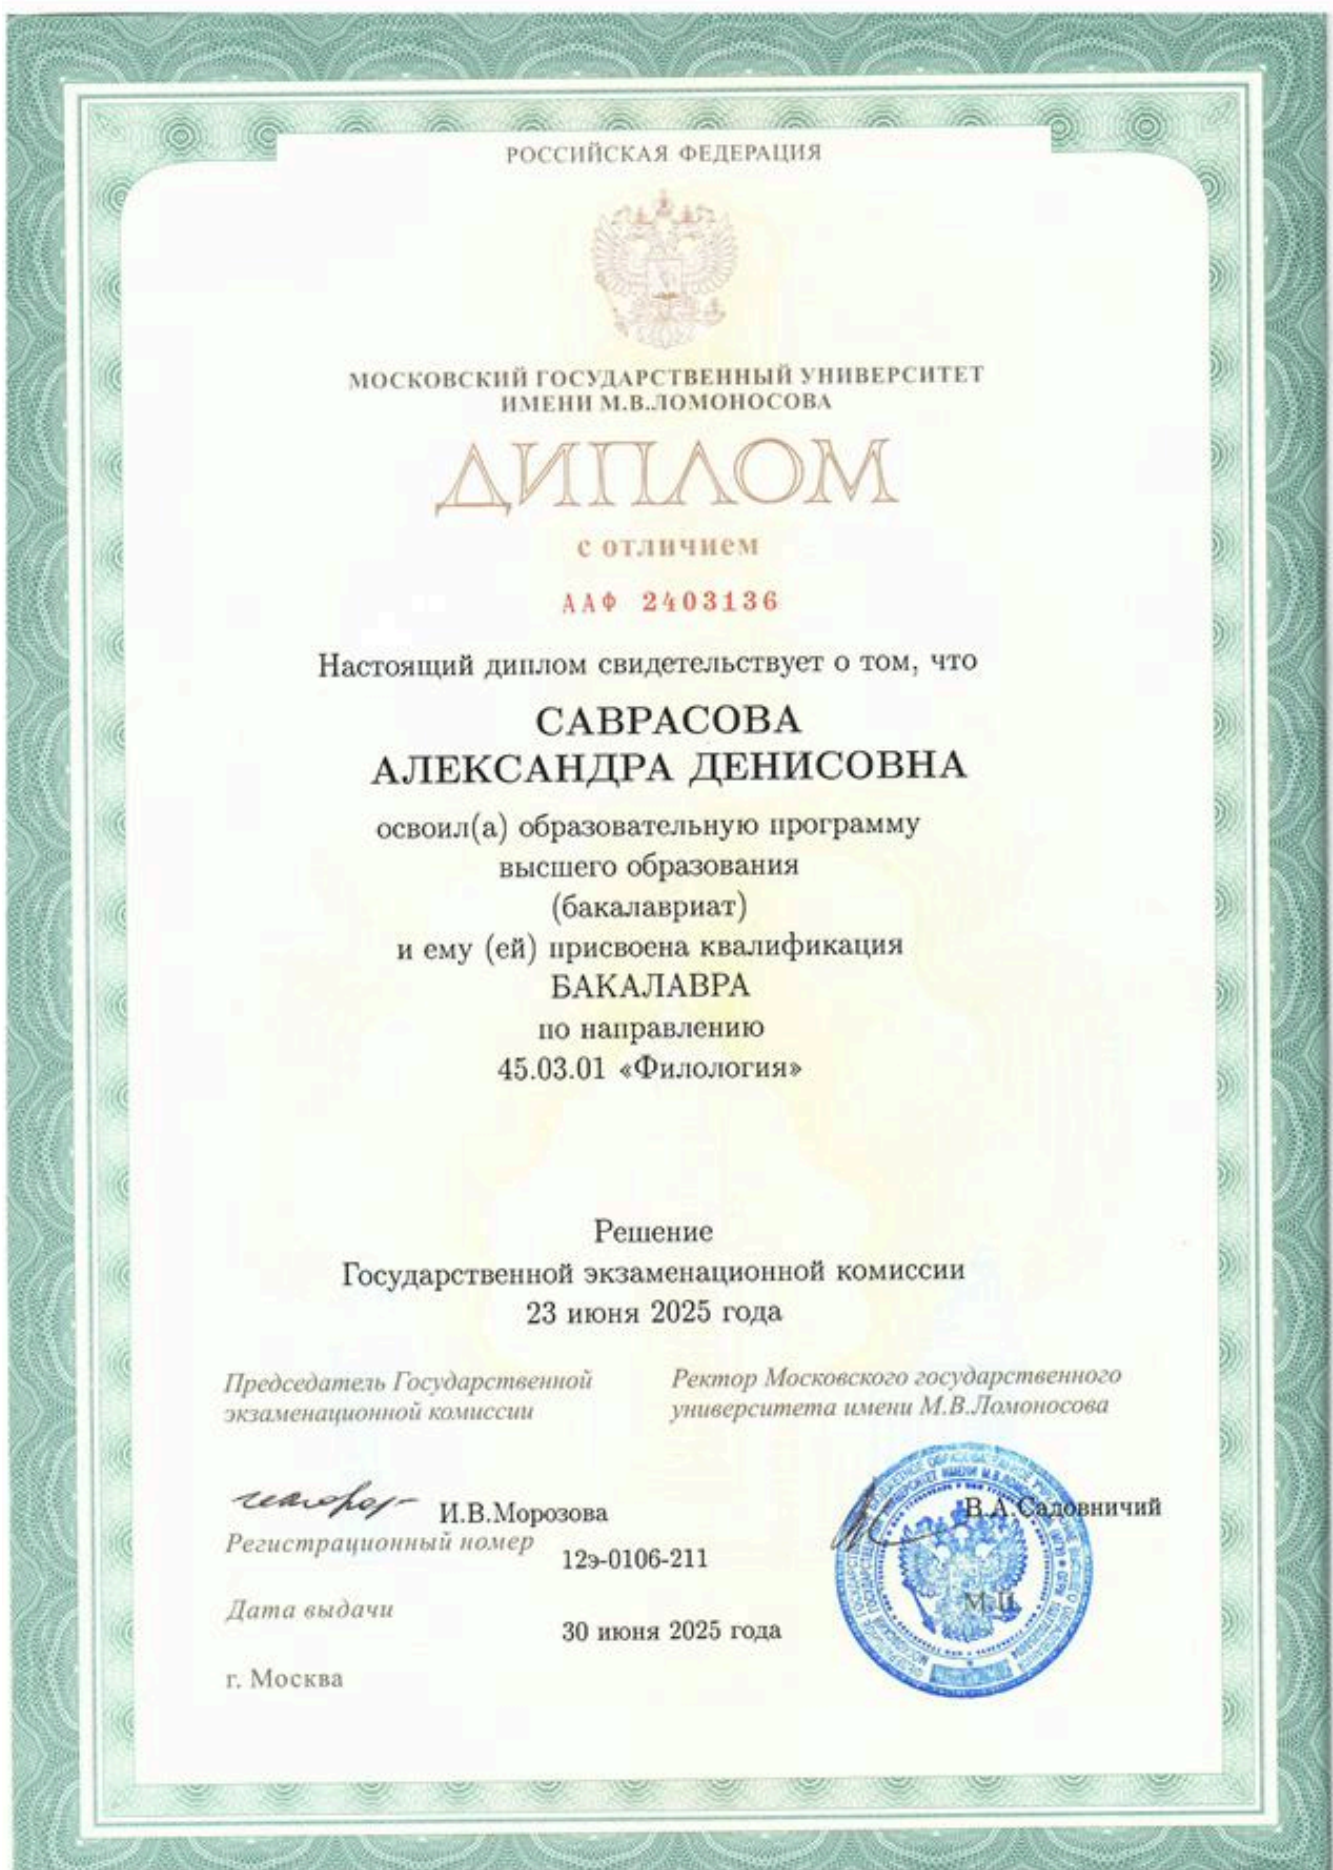 РОССИЙСКАЯ ФЕДЕРАЦИЯ
МОСКОВСКИЙ ГОСУДАРСТВЕННЫЙ УНИВЕРСИТЕТ
ИМЕНИ М.В.ЛОМОНОСОВА
ДИПЛОМ
с отличием
ААФ 2403136
Настоящий диплом свидетельствует о том, что
САВРАСОВА
АЛЕКСАНДРА ДЕНИСОВНА
освоил(а) образовательную программу
высшего образования
(бакалавриат)
и ему (ей) присвоена квалификация
БАКАЛАВРА
по направлению
45.03.01 «Филология»
Решение
Государственной экзаменационной комиссии
23 июня 2025 года
Председатель Государственной
экзаменационной комиссии
Ректор Московского государственного
университета имени М.В.Ломоносова
И.В.Морозова
В.А.Садовничий
Регистрационный номер
12э-0106-211
М.П.
Дата выдачи
30 июня 2025 года
г. Москва